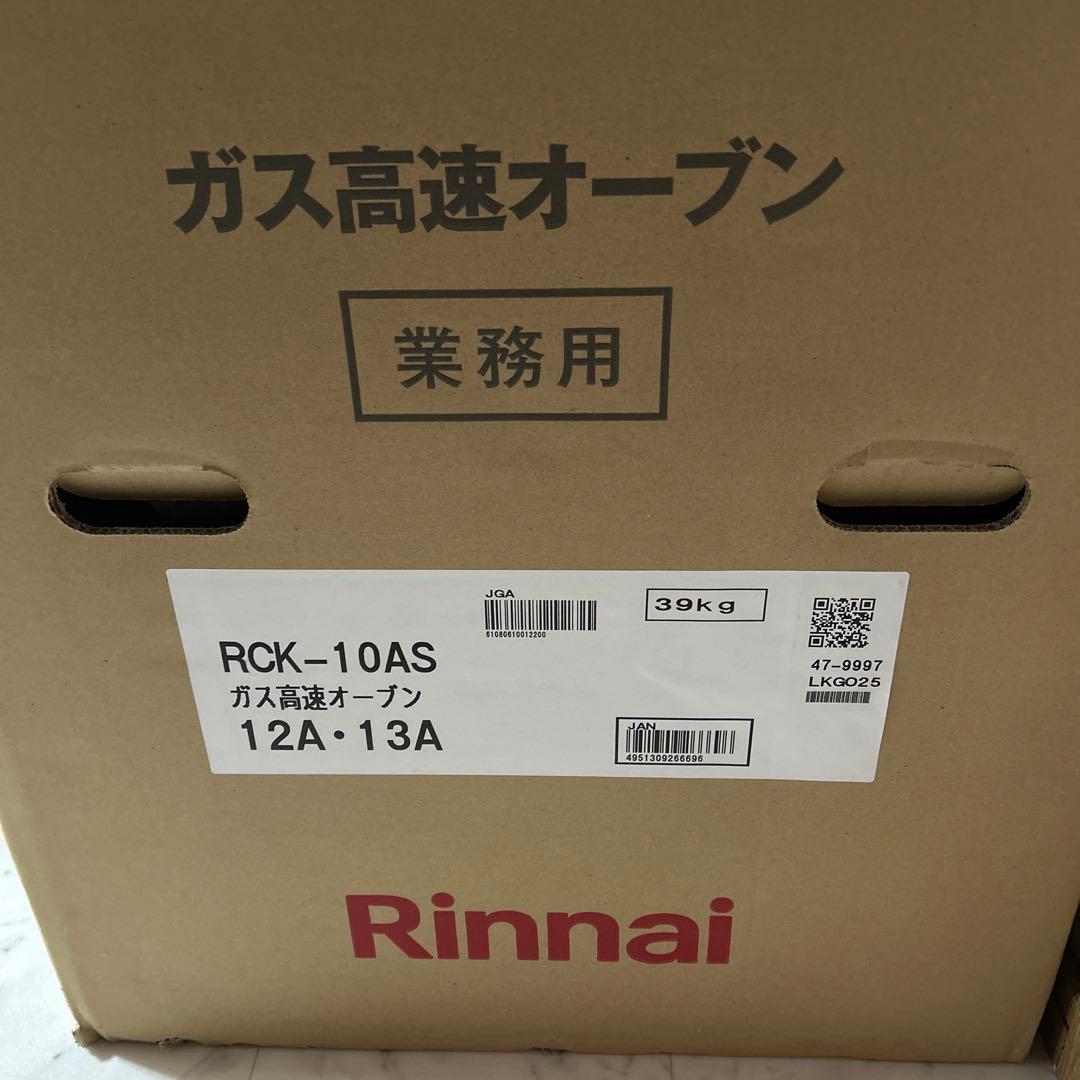 ガス高速オーブン
業務用
JGA
61080610012200
39kg
RCK-10AS
ガス高速オーブン
12A・13A
47-9997
LKG025
JAN
4951309266696
Rinnai